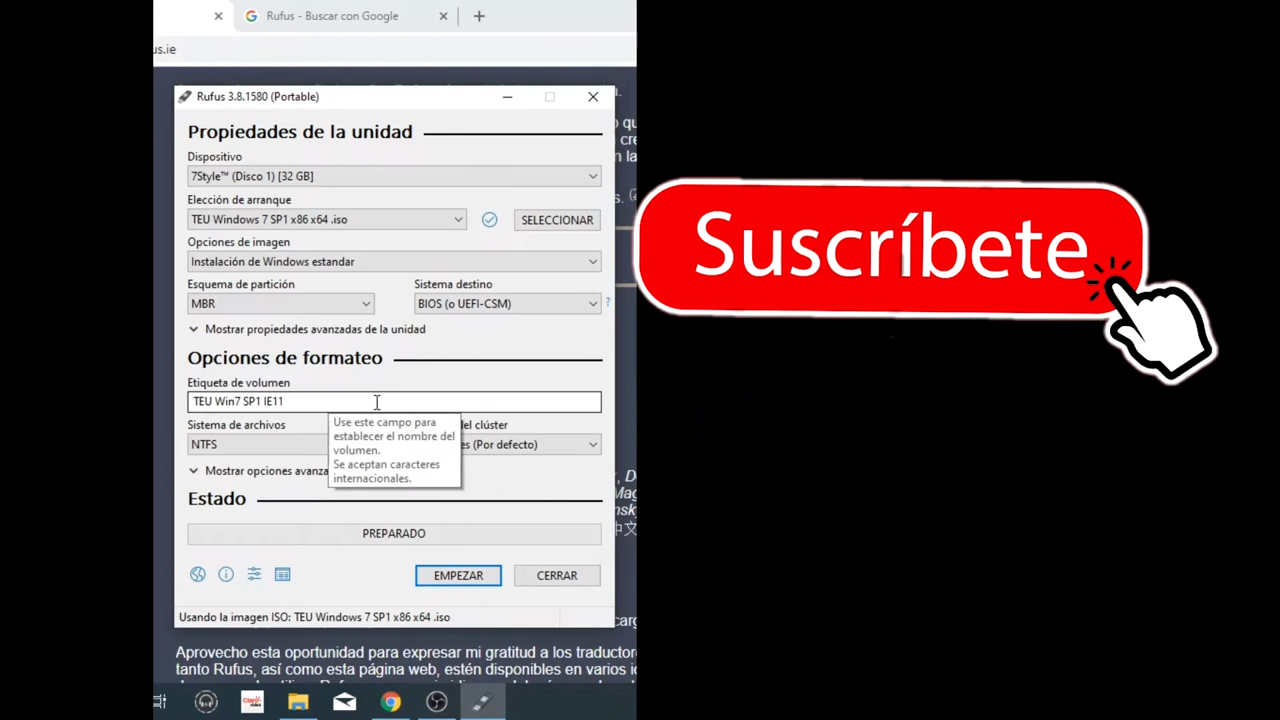 Rufus - Buscar con Google
us.ie
Rufus 3.8.1580 (Portable)
Propiedades de la unidad
Dispositivo
7Style™ (Disco 1) [32 GB]
Elección de arranque
TEU Windows 7 SP1 x86 x64 .iso
SELECCIONAR
Opciones de imagen
Instalación de Windows estandar
Esquema de partición
Sistema destino
MBR
BIOS (o UEFI-CSM)
?
Mostrar propiedades avanzadas de la unidad
Opciones de formateo
Etiqueta de volumen
TEU Win7 SP1 IE11
Use este campo para
establecer el nombre del
volumen.
Se aceptan caracteres
internacionales.
Sistema de archivos
del clúster
NTFS
es (Por defecto)
Mostrar opciones avanza
Estado
PREPARADO
EMPEZAR
CERRAR
Usando la imagen ISO: TEU Windows 7 SP1 x86 x64 .iso
Aprovecho esta oportunidad para expresar mi gratitud a los traductore
tanto Rufus, así como esta página web, estén disponibles en varios i
Claro
video
Suscríbete